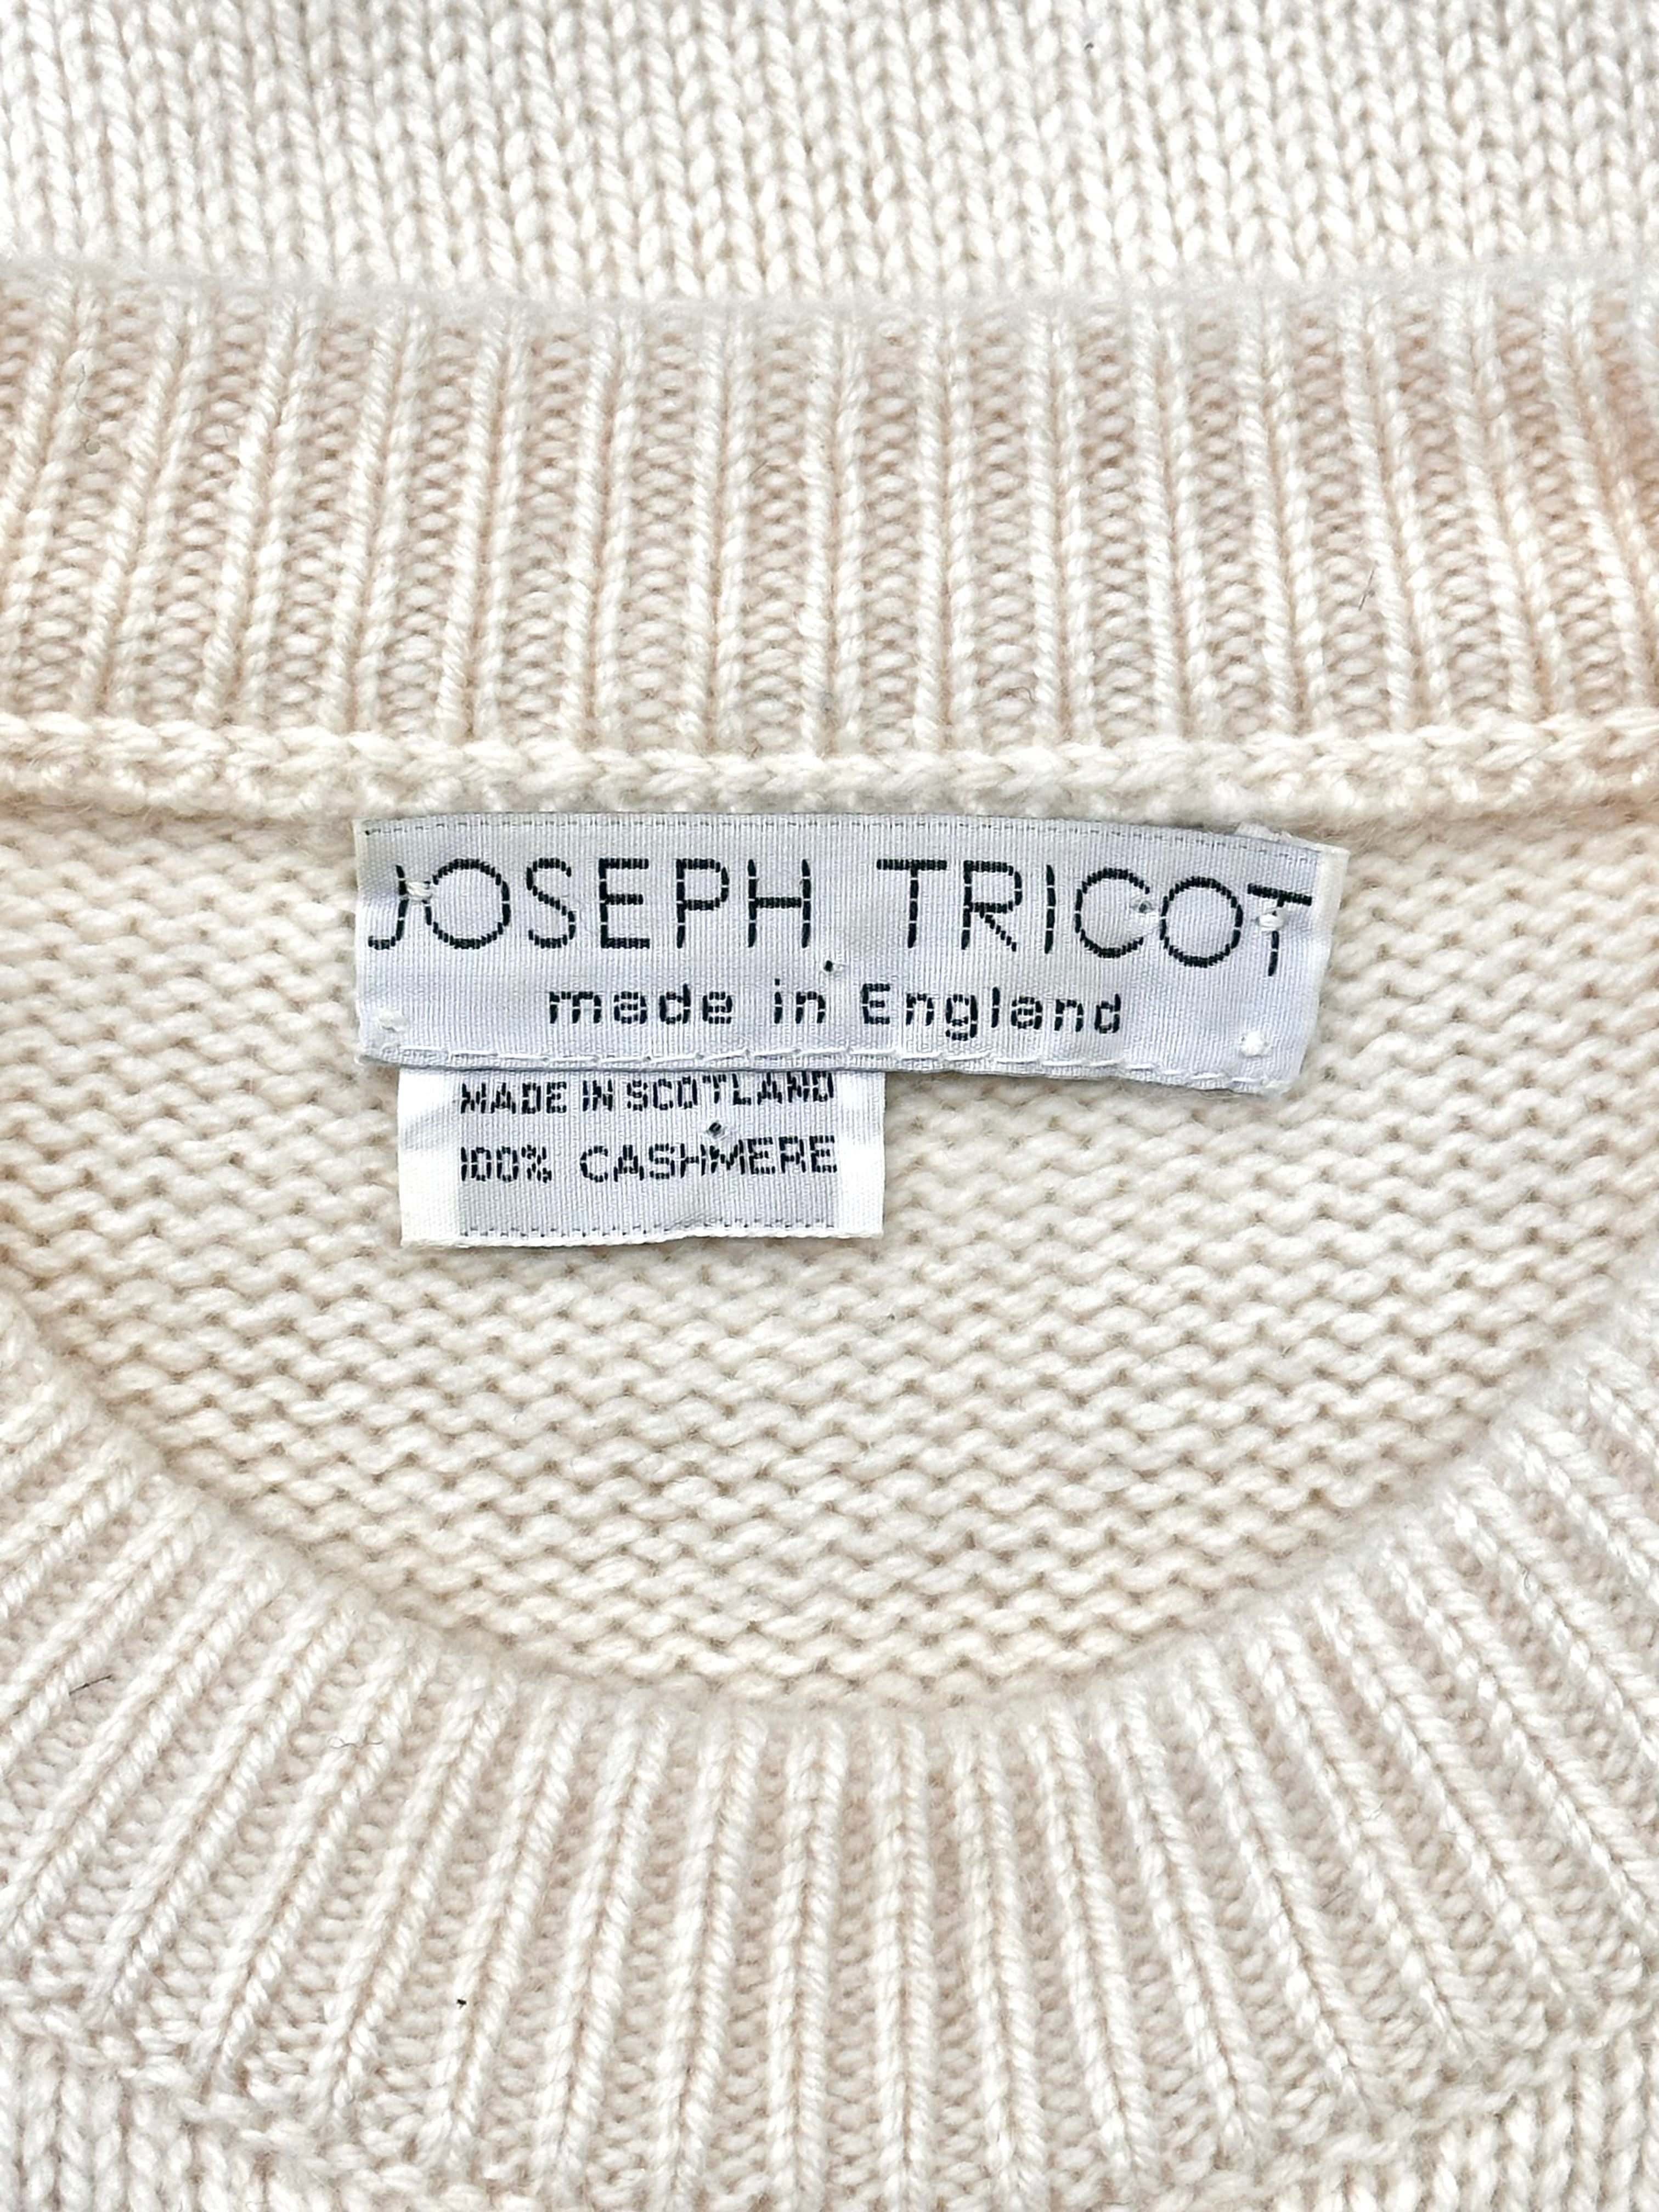 JOSEPH TRICOT
made in England
MADE IN SCOTLAND
100% CASHMERE